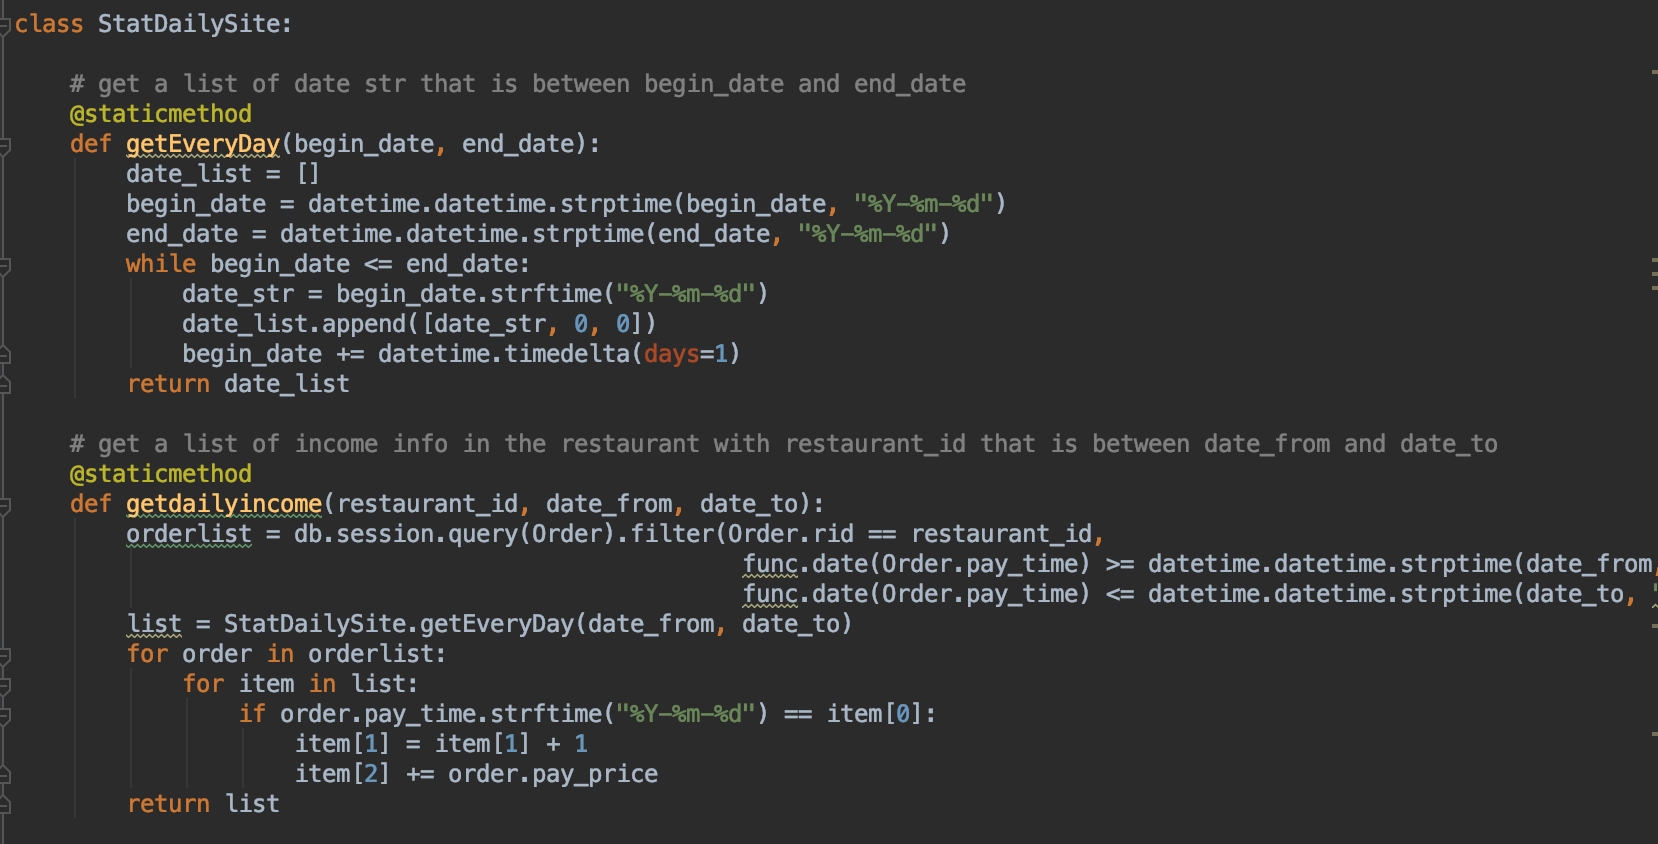 class StatDailySite:
# get a list of date str that is between begin_date and end_date
@staticmethod
def getEveryDay(begin_date, end_date):
date_list = []
begin_date = datetime.datetime.strptime(begin_date, "%Y-%m-%d")
end_date = datetime.datetime.strptime(end_date, "%Y-%m-%d")
while begin_date <= end_date:
date_str = begin_date.strftime("%Y-%m-%d")
date_list.append([date_str, 0, 0])
begin_date += datetime.timedelta(days=1)
return date_list
# get a list of income info in the restaurant with restaurant_id that is between date_from and date_to
@staticmethod
def getdailyincome(restaurant_id, date_from, date_to):
orderlist = db.session.query(Order).filter(Order.rid == restaurant_id,
func.date(Order.pay_time) >= datetime.datetime.strptime(date_from,
func.date(Order.pay_time) <= datetime.datetime.strptime(date_to, "
list = StatDailySite.getEveryDay(date_from, date_to)
for order in orderlist:
for item in list:
if order.pay_time.strftime("%Y-%m-%d") == item[0]:
item[1] = item[1] + 1
item[2] += order.pay_price
return list